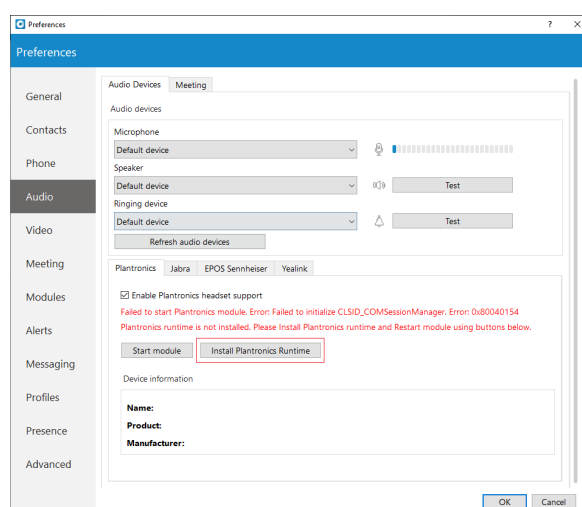 Preferences
?
Preferences
General
Contacts
Phone
Audio
Video
Meeting
Modules
Alerts
Messaging
Profiles
Presence
Advanced
Audio Devices Meeting
Audio devices
Microphone
Default device
Speaker
Default device
Test
Ringing device
Default device
Test
Refresh audio devices
Plantronics Jabra EPOS Sennheiser Yealink
Enable Plantronics headset support
Failed to start Plantronics module. Error: Failed to initialize CLSID_COMSessionManager. Error: 0x80040154
Plantronics runtime is not installed. Please Install Plantronics runtime and Restart module using buttons below.
Start module Install Plantronics Runtime
Device information
Name:
Product:
Manufacturer:
OK Cancel